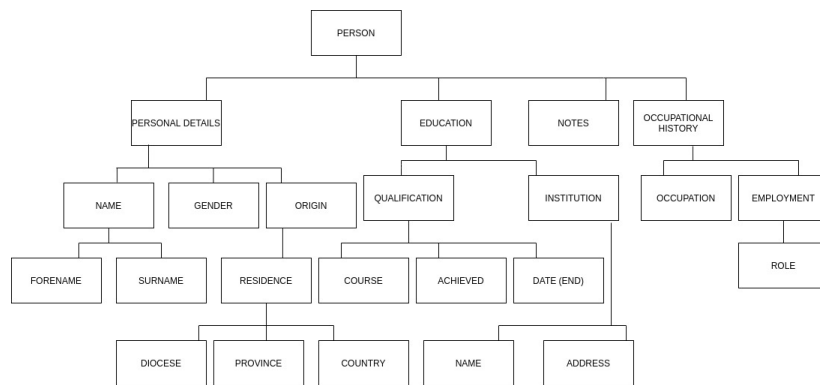 PERSON
PERSONAL DETAILS
EDUCATION
NOTES
OCCUPATIONAL
HISTORY
NAME
GENDER
ORIGIN
QUALIFICATION
INSTITUTION
OCCUPATION
EMPLOYMENT
FORENAME
SURNAME
RESIDENCE
COURSE
ACHIEVED
DATE (END)
ROLE
DIOCESE
PROVINCE
COUNTRY
NAME
ADDRESS